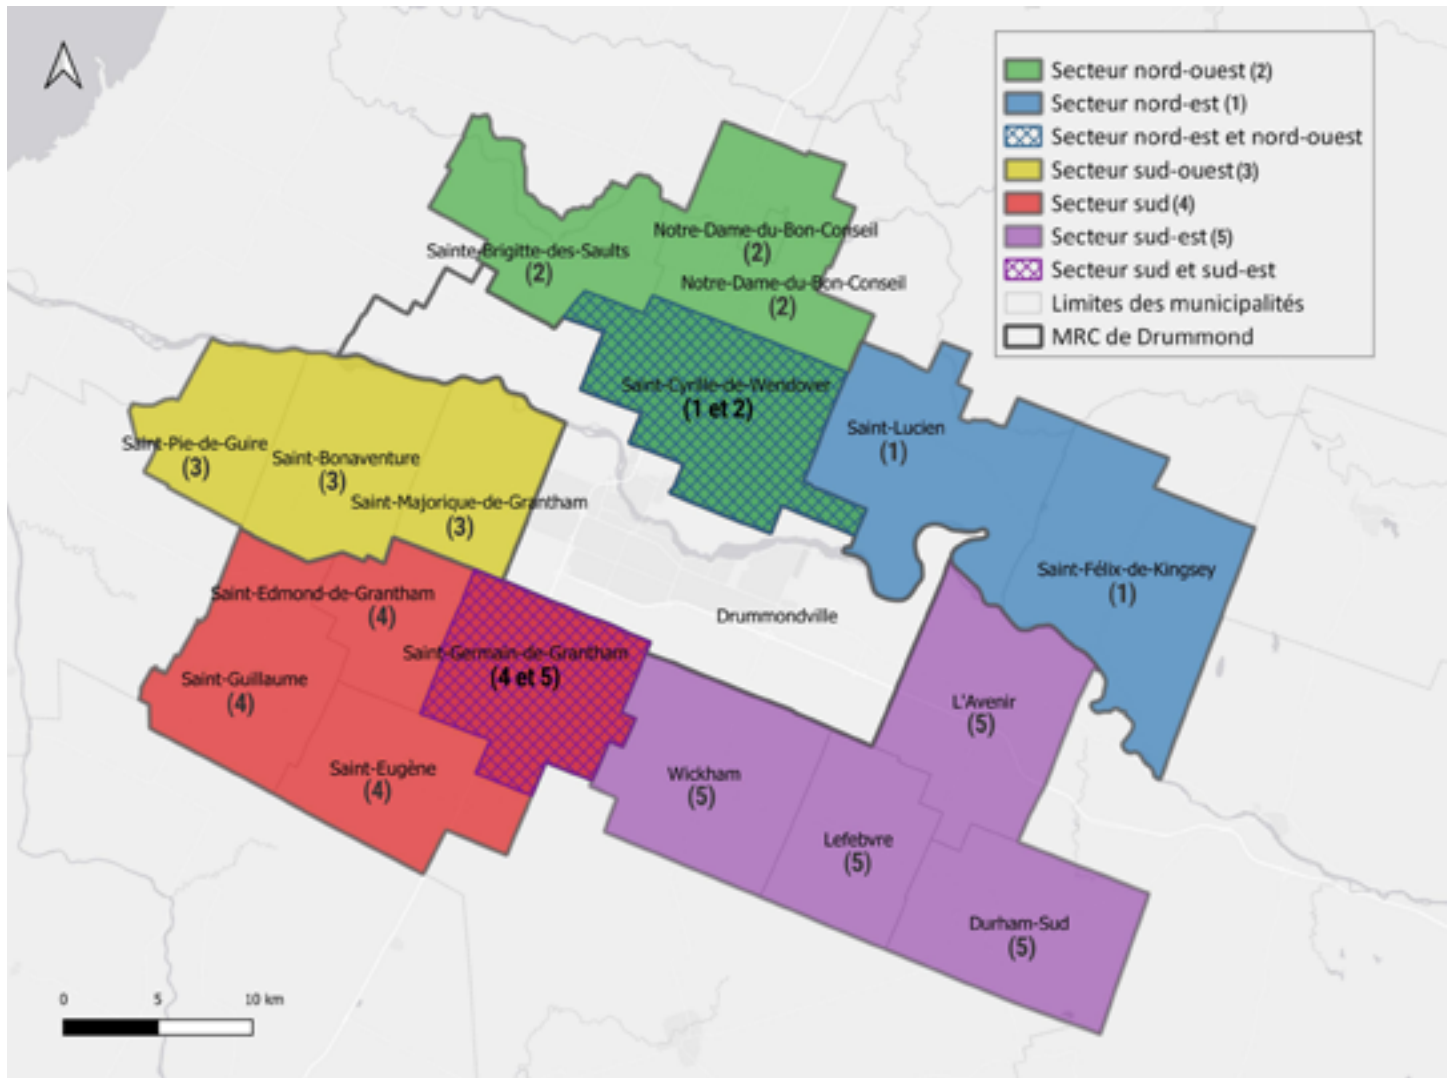 Secteur nord-ouest (2)
Secteur nord-est (1)
Secteur nord-est et nord-ouest
Secteur sud-ouest (3)
Secteur sud (4)
Secteur sud-est (5)
Secteur sud et sud-est
Limites des municipalités
MRC de Drummond
Notre-Dame-du-Bon-Conseil
(2)
Sainte-Brigitte-des-Saults
(2)
Notre-Dame-du-Bon-Conseil
(2)
Saint-Cyrille-de-Wendover
(1 et 2)
Saint-Lucien
(1)
Saint-Pie-de-Guire
(3)
Saint-Bonaventure
(3)
Saint-Majorique-de-Grantham
(3)
Saint-Félix-de-Kingsey
(1)
Saint-Edmond-de-Grantham
(4)
Drummondville
Saint-Germain-de-Grantham
(4 et 5)
Saint-Guillaume
(4)
L'Avenir
(5)
Saint-Eugène
(4)
Wickham
(5)
Lefebvre
(5)
Durham-Sud
(5)
0 5 10 km